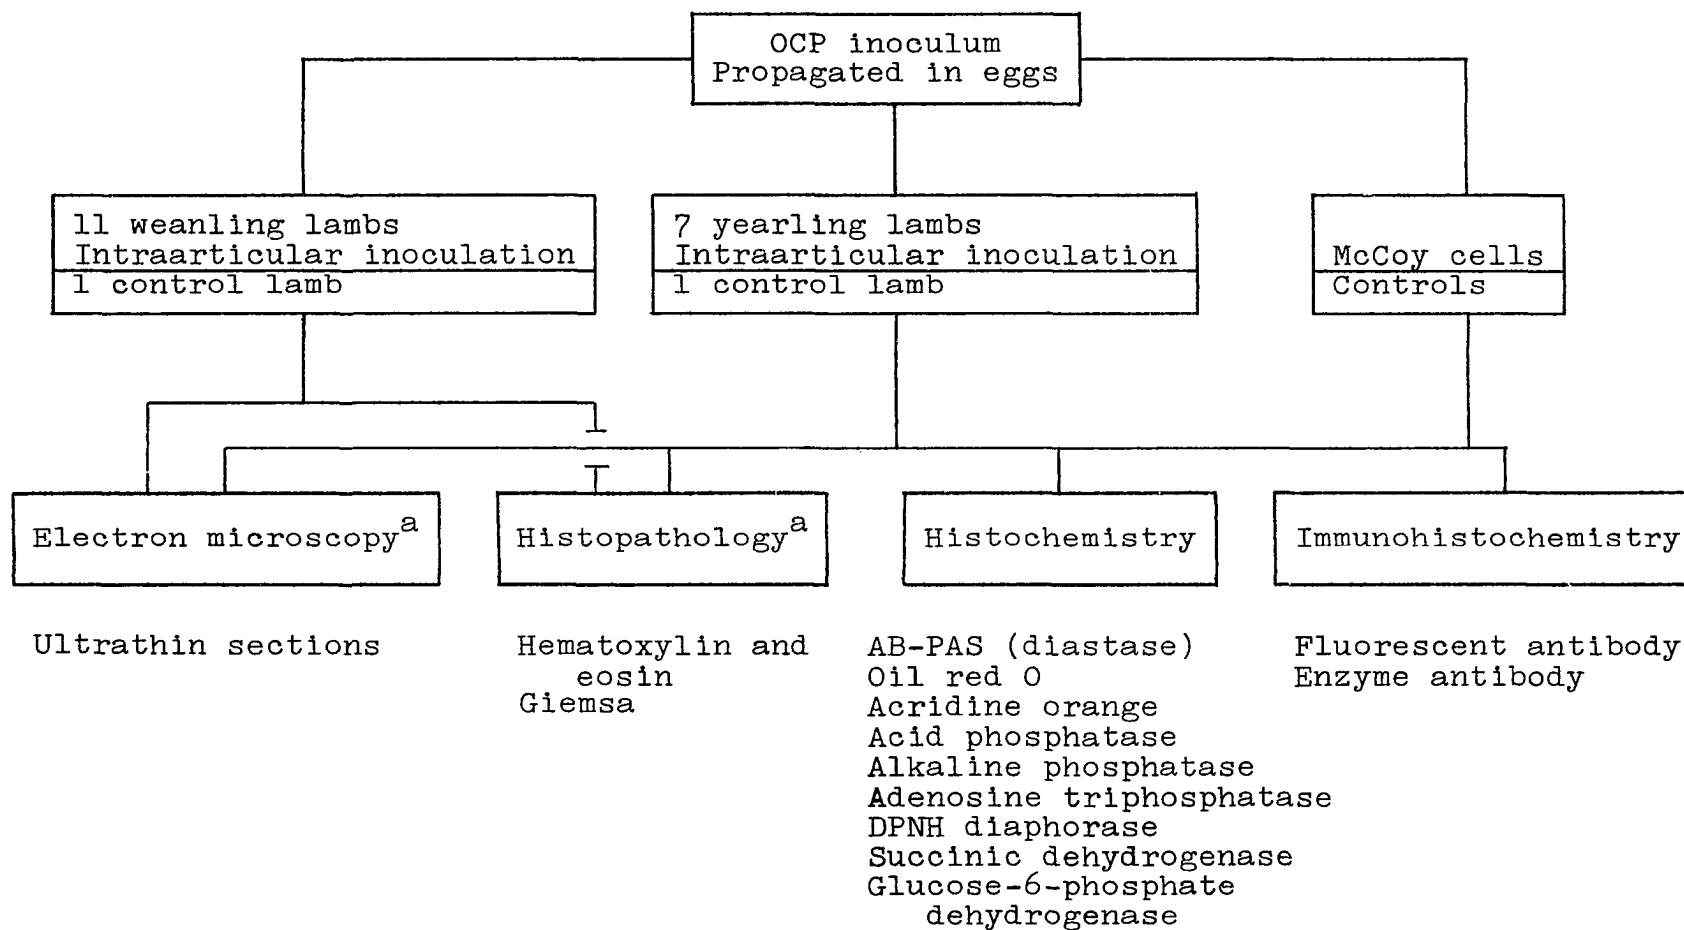 OCP inoculum
Propagated in eggs
11 weanling lambs
Intraarticular inoculation
1 control lamb
7 yearling lambs
Intraarticular inoculation
1 control lamb
McCoy cells
Controls
Electron microscopy^a
Histopathology^a
Histochemistry
Immunohistochemistry
Ultrathin sections
Hematoxylin and
eosin
Giemsa
AB-PAS (diastase)
Oil red O
Acridine orange
Acid phosphatase
Alkaline phosphatase
Adenosine triphosphatase
DPNH diaphorase
Succinic dehydrogenase
Glucose-6-phosphate
dehydrogenase
Fluorescent antibody
Enzyme antibody